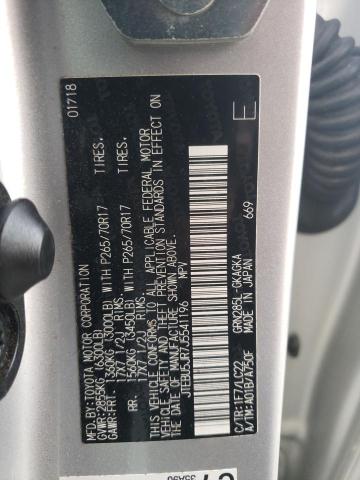 MFD. BY:TOYOTA MOTOR CORPORATION 01718
GVWR: 2855KG (6300LB)
GAWR:FRT. 1360KG (3000LB) WITH P265/70R17 TIRES,
17X7 1/2J RIMS,
RR. 1560KG (3450LB) WITH P265/70R17 TIRES,
17X7 1/2J RIMS,
THIS VEHICLE CONFORMS TO ALL APPLICABLE FEDERAL MOTOR
VEHICLE SAFETY AND THEFT PREVENTION STANDARDS IN EFFECT ON
THE DATE OF MANUFACTURE SHOWN ABOVE.
JTEBU5JR7J5541196 MPV
C/TR:1F7/LC22 GRN285L-GKAGKA 669 E
A/TM:A01B/A750F MADE IN JAPAN